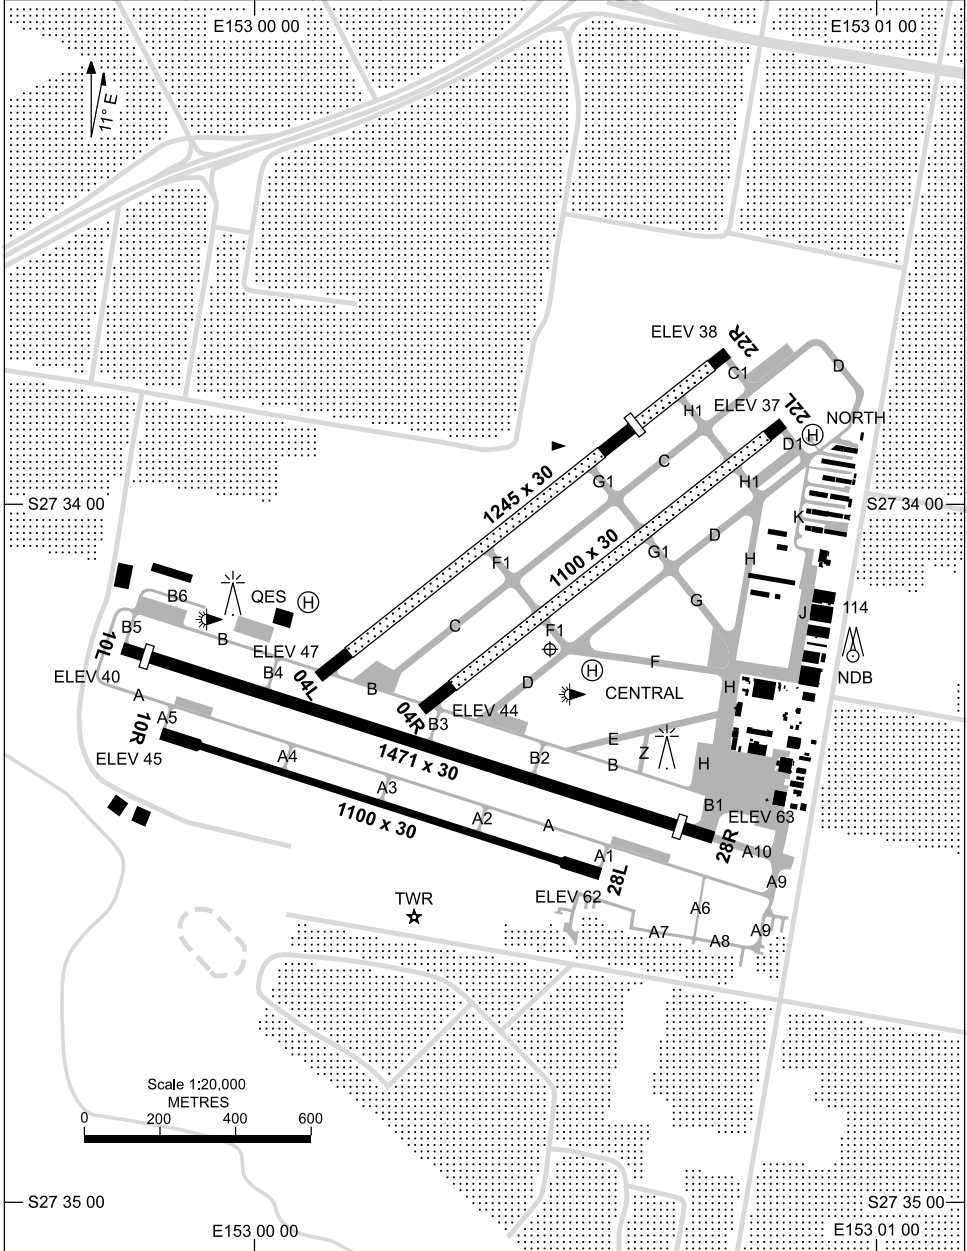 E153 00 00
E153 01 00
11° E
ELEV 38
22R
C1
D
H1
ELEV 37
22L
NORTH
H
D1
C
1245 x 30
G1
H1
S27 34 00
S27 34 00
K
D
1100 x 30
G1
F1
H
QES
H
B6
G
J
114
B5
B
C
F1
10L
ELEV 47
B4
F
NDB
ELEV 40
04L
B
H
CENTRAL
H
A
D
04R
B3
ELEV 44
A5
10R
E
Z
ELEV 45
A4
1471 x 30
B2
B
H
A3
B1
ELEV 63
1100 x 30
A2
A
28R
A10
A1
28L
A9
TWR
ELEV 62
A6
A7
A8
A9
Scale 1:20,000
METRES
0 200 400 600
S27 35 00
S27 35 00
E153 00 00
E153 01 00